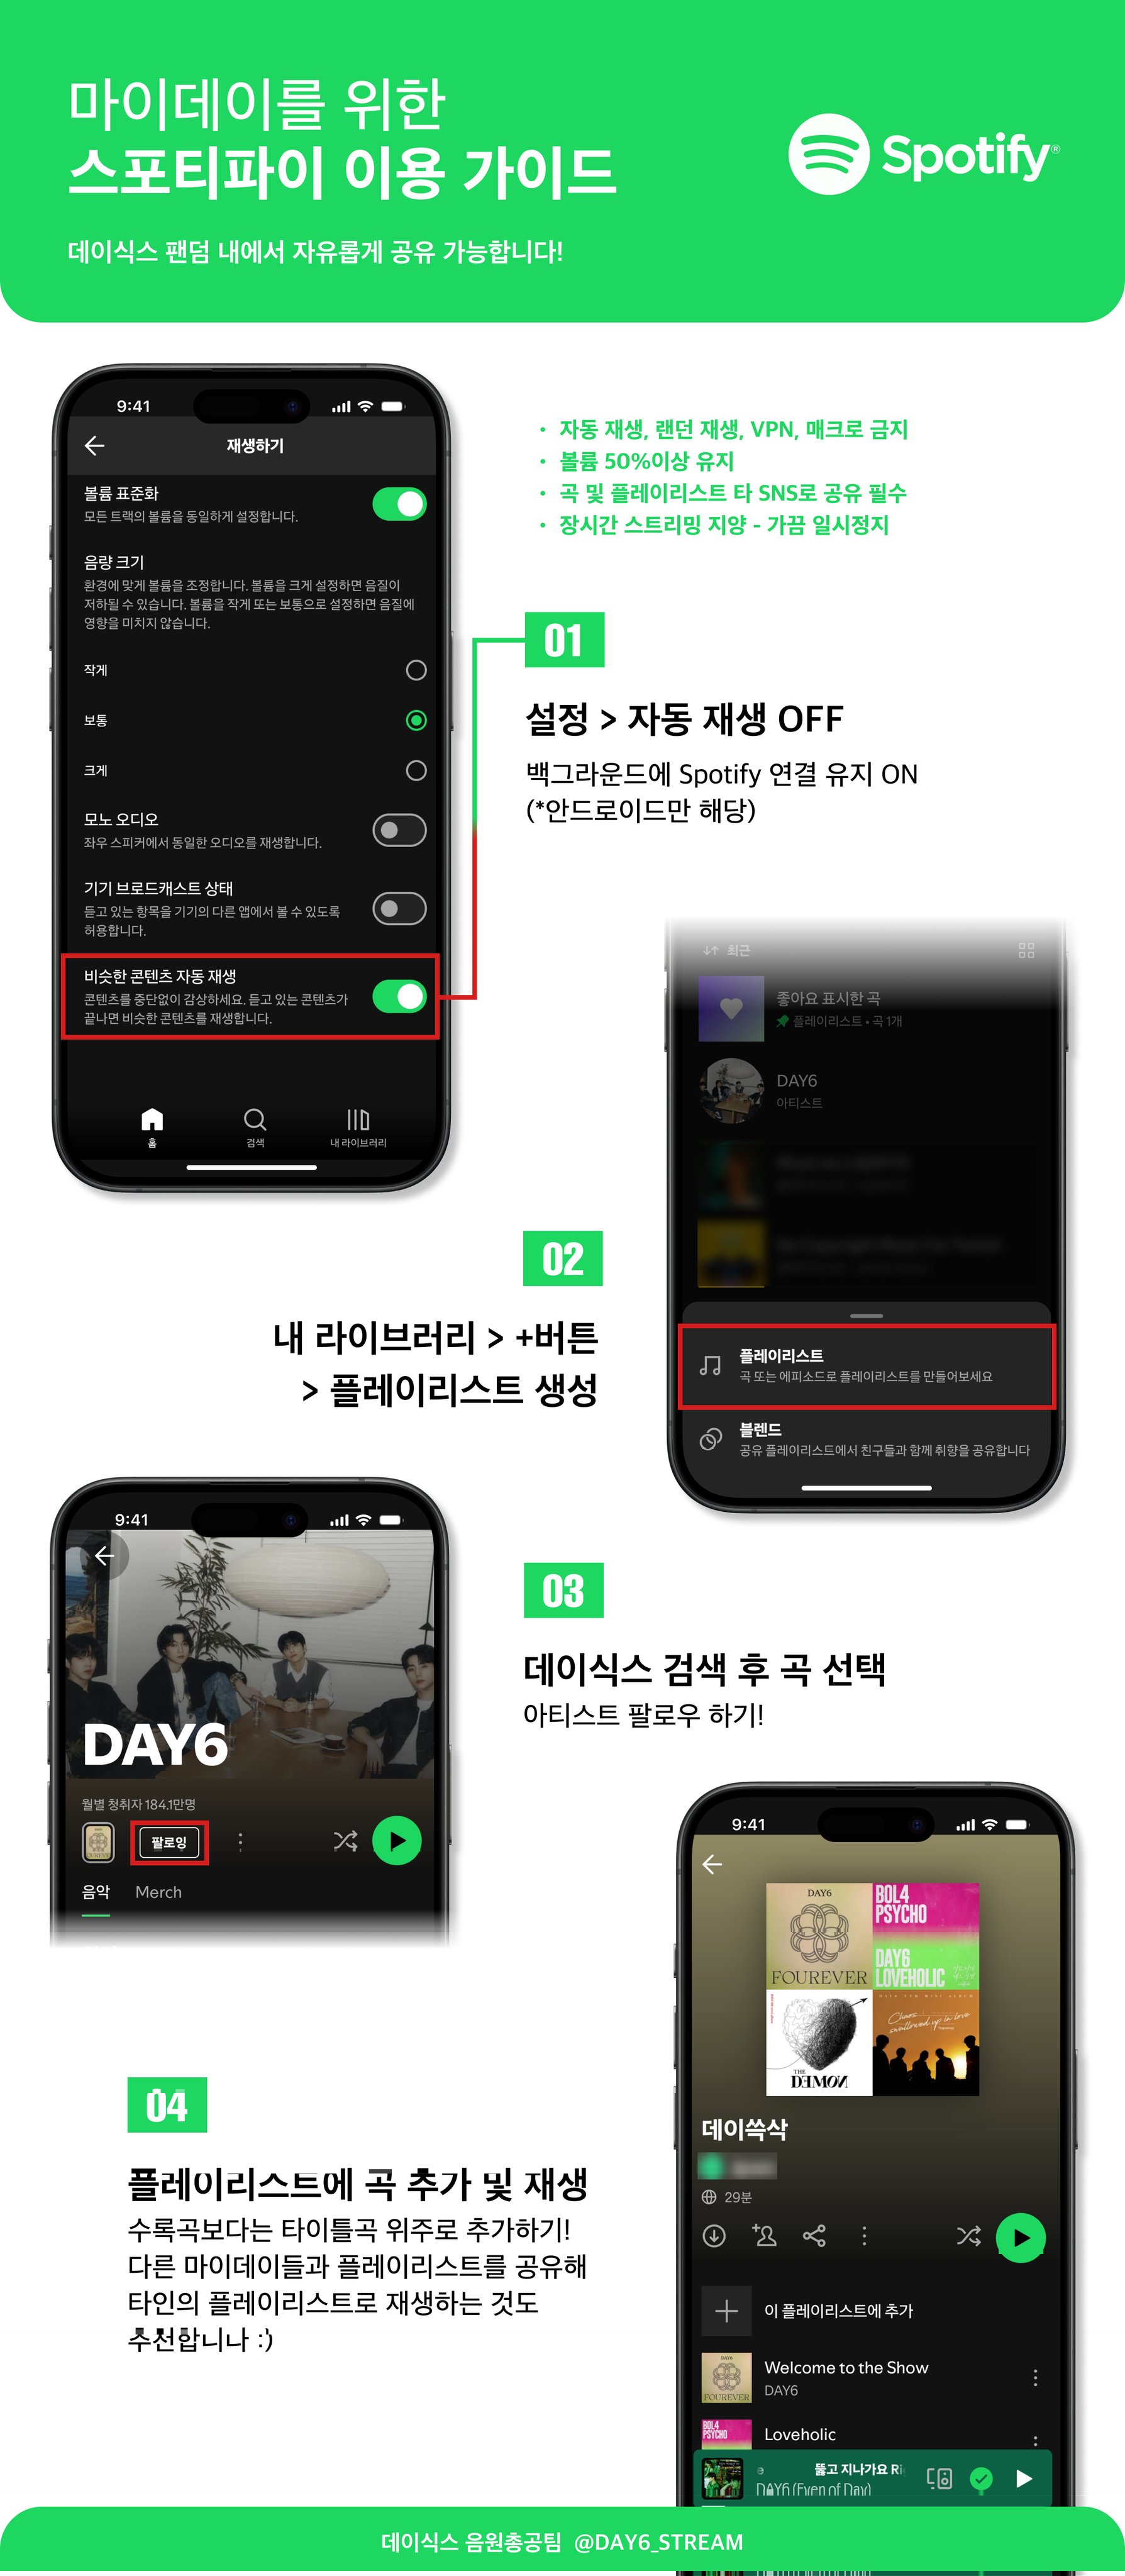 마이데이를 위한
스포티파이 이용 가이드
Spotify®
데이식스 팬덤 내에서 자유롭게 공유 가능합니다!
9:41
재생하기
볼륨 표준화
모든 트랙의 볼륨을 동일하게 설정합니다.
음량 크기
환경에 맞게 볼륨을 조정합니다. 볼륨을 크게 설정하면 음질이
저하될 수 있습니다. 볼륨을 작게 또는 보통으로 설정하면 음질에
영향을 미치지 않습니다.
작게
보통
크게
모노 오디오
좌우 스피커에서 동일한 오디오를 재생합니다.
기기 브로드캐스트 상태
듣고 있는 항목을 기기의 다른 앱에서 볼 수 있도록
허용합니다.
비슷한 콘텐츠 자동 재생
콘텐츠를 중단없이 감상하세요. 듣고 있는 콘텐츠가
끝나면 비슷한 콘텐츠를 재생합니다.
홈
검색
내 라이브러리
• 자동 재생, 랜던 재생, VPN, 매크로 금지
• 볼륨 50%이상 유지
• 곡 및 플레이리스트 타 SNS로 공유 필수
• 장시간 스트리밍 지양 - 가끔 일시정지
01
설정 > 자동 재생 OFF
백그라운드에 Spotify 연결 유지 ON
(*안드로이드만 해당)
최근
좋아요 표시한 곡
플레이리스트 • 곡 1개
DAY6
아티스트
플레이리스트
곡 또는 에피소드로 플레이리스트를 만들어보세요
블렌드
공유 플레이리스트에서 친구들과 함께 취향을 공유합니다
02
내 라이브러리 > +버튼
> 플레이리스트 생성
9:41
DAY6
월별 청취자 184.1만명
팔로잉
음악
Merch
03
데이식스 검색 후 곡 선택
아티스트 팔로우 하기!
9:41
DAY6
FOUREVER
BOL4
PSYCHO
DAY6
LOVEHOLIC
THE
DEMON
Chaos
swallowed up in love
데이쓱삭
29분
이 플레이리스트에 추가
Welcome to the Show
DAY6
Loveholic
뚫고 지나가요 Ri
DAY6 (Even of Day)
04
플레이리스트에 곡 추가 및 재생
수록곡보다는 타이틀곡 위주로 추가하기!
다른 마이데이들과 플레이리스트를 공유해
타인의 플레이리스트로 재생하는 것도
추천합니다 :)
데이식스 음원총공팀 @DAY6_STREAM